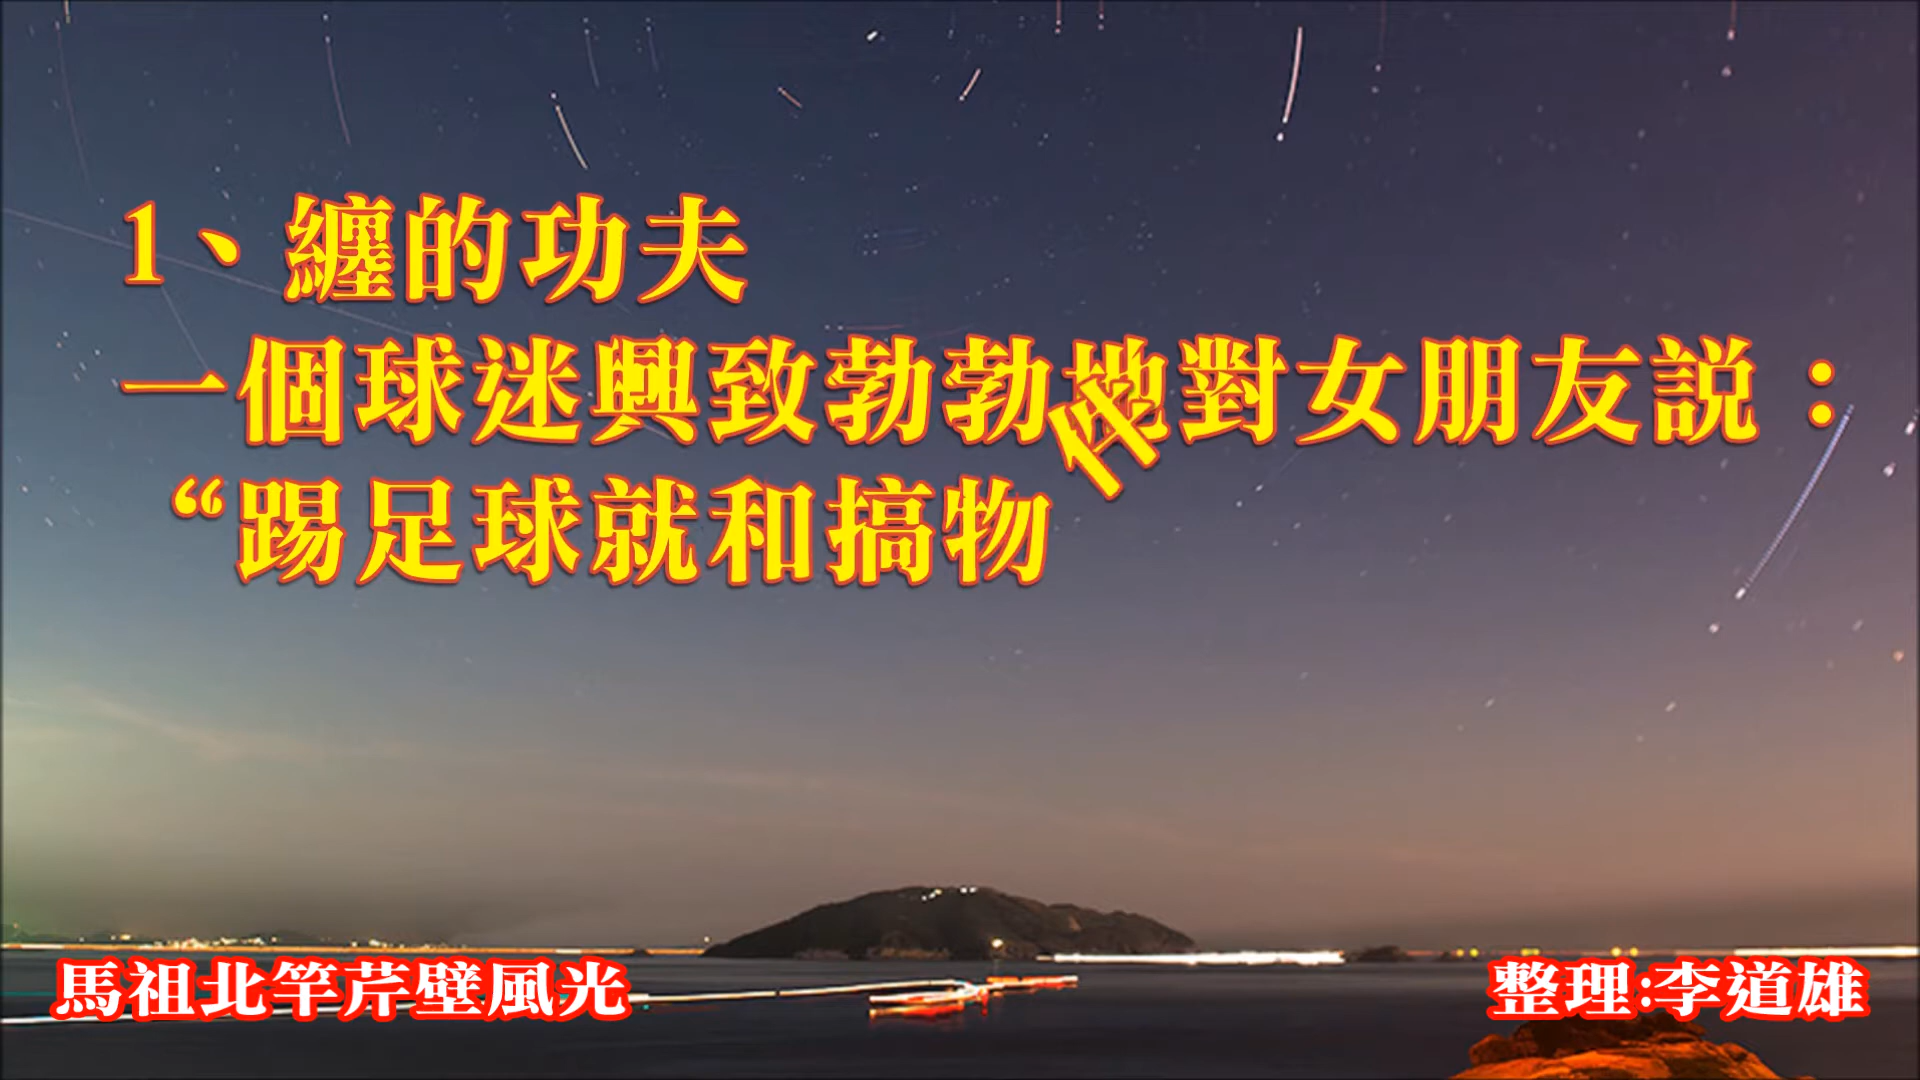 1、纏的功夫
一個球迷興致勃勃地對女朋友説：
“踢足球就和搞物件
馬祖北竿芹壁風光
整理:李道雄